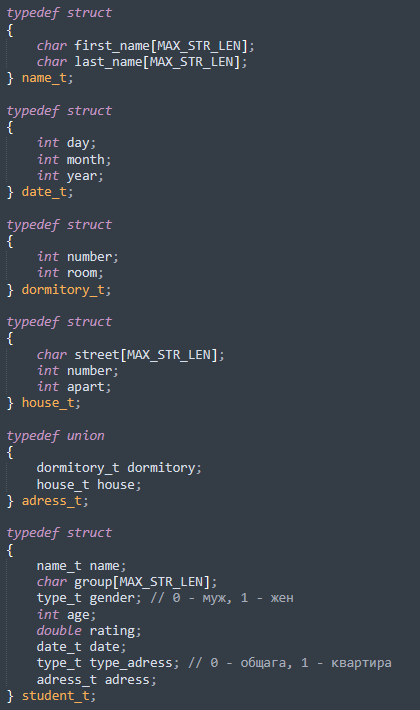 typedef struct
{
    char first_name[MAX_STR_LEN];
    char last_name[MAX_STR_LEN];
} name_t;

typedef struct
{
    int day;
    int month;
    int year;
} date_t;

typedef struct
{
    int number;
    int room;
} dormitory_t;

typedef struct
{
    char street[MAX_STR_LEN];
    int number;
    int apart;
} house_t;

typedef union
{
    dormitory_t dormitory;
    house_t house;
} adress_t;

typedef struct
{
    name_t name;
    char group[MAX_STR_LEN];
    type_t gender; // 0 - муж, 1 - жен
    int age;
    double rating;
    date_t date;
    type_t type_adress; // 0 - общага, 1 - квартира
    adress_t adress;
} student_t;